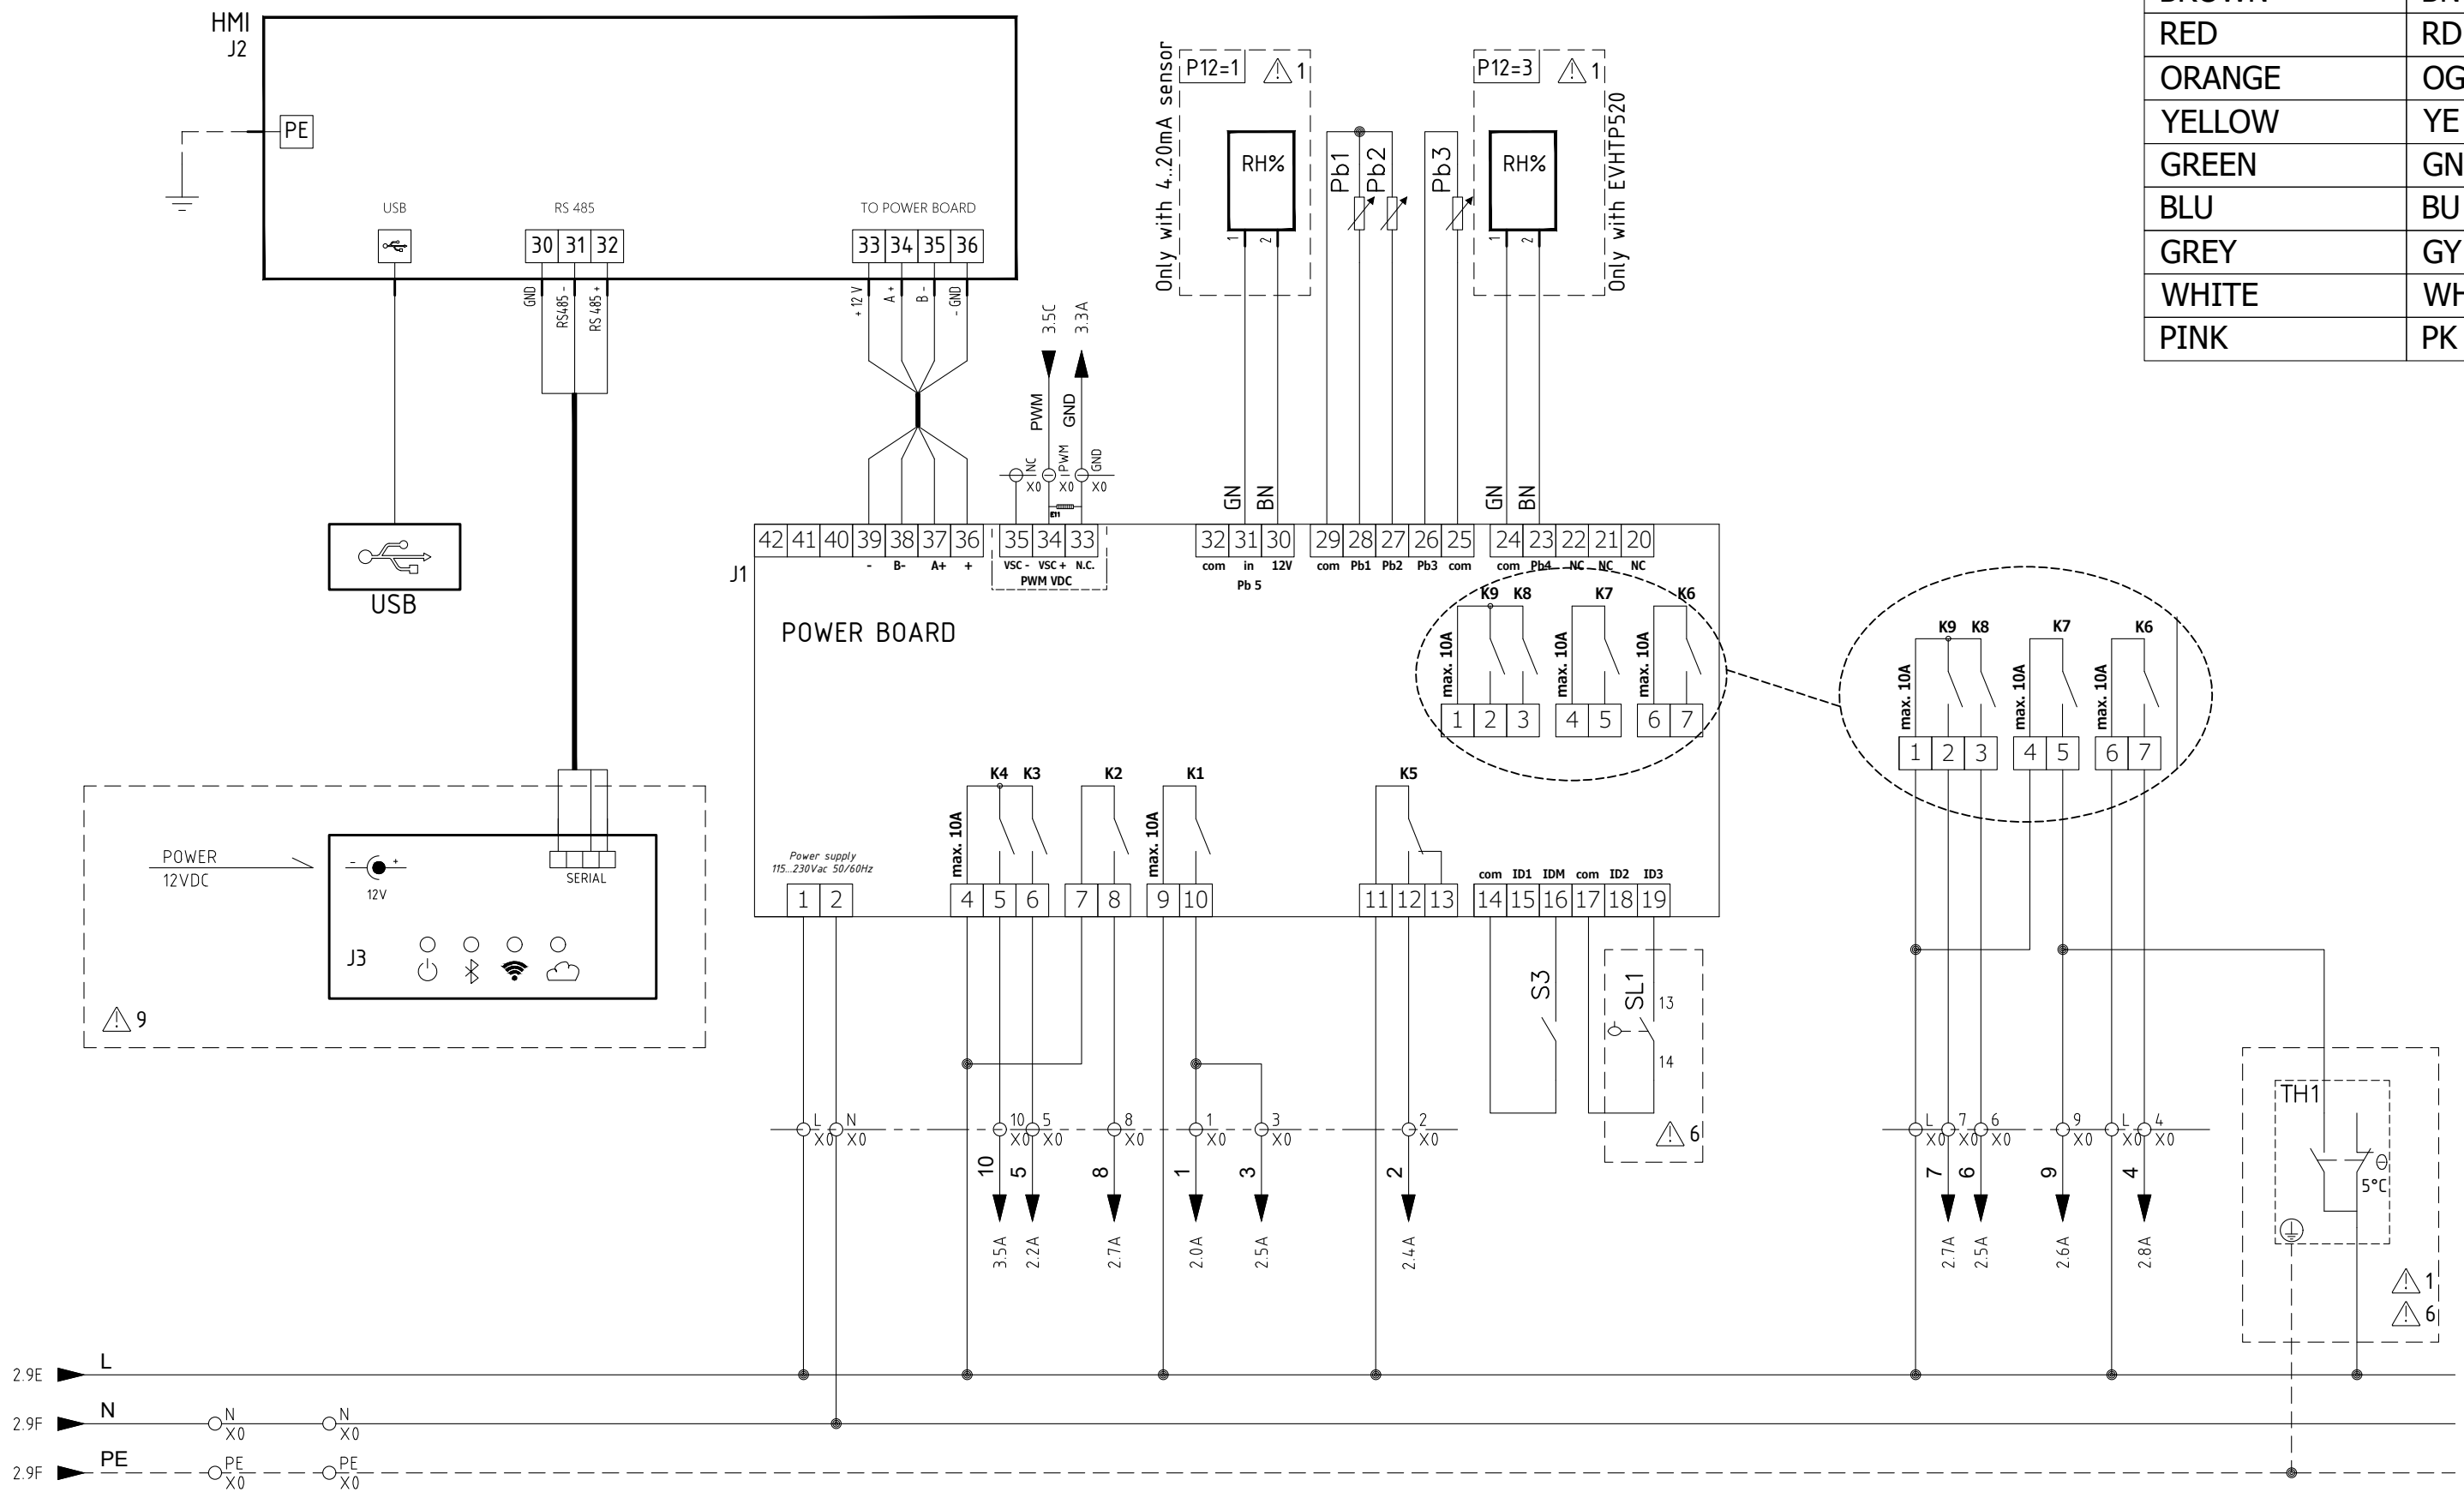 HMI
J2
PE
USB
RS 485
TO POWER BOARD
30 31 32
33 34 35 36
GND
RS485 -
RS 485 +
+ 12 V
A +
B -
- GND
3.5C
3.3A
PWM
GND
NC
X0
PWM
X0
GND
X0
E11
Only with 4..20mA sensor
P12=1
1
RH%
1
2
GN
BN
Pb1
Pb2
Pb3
P12=3
1
RH%
1
2
Only with EVHTP520
GN
BN
RED RD
ORANGE OG
YELLOW YE
GREEN GN
BLU BU
GREY GY
WHITE WH
PINK PK
USB
J1
42 41 40 39 38 37 36
- B- A+ +
35 34 33
VSC - VSC + N.C.
PWM VDC
32 31 30
com in 12V
Pb 5
29 28 27 26 25
com Pb1 Pb2 Pb3 com
24 23 22 21 20
com Pb4 NC NC NC
POWER BOARD
K9 K8 K7 K6
max. 10A
max. 10A
max. 10A
1 2 3 4 5 6 7
K9 K8 K7 K6
max. 10A
max. 10A
max. 10A
1 2 3 4 5 6 7
K4 K3 K2 K1 K5
max. 10A
max. 10A
Power supply
115...230Vac 50/60Hz
com ID1 IDM com ID2 ID3
1 2 4 5 6 7 8 9 10 11 12 13 14 15 16 17 18 19
POWER
12VDC
- +
12V
SERIAL
J3
9
S3
SL1
13
14
6
L
X0
N
X0
10
X0
5
X0
8
X0
1
X0
3
X0
2
X0
10
5
8
1
3
2
3.5A
2.2A
2.7A
2.0A
2.5A
2.4A
L
X0
7
X0
6
X0
9
X0
L
X0
4
X0
7
6
9
4
2.7A
2.5A
2.6A
2.8A
TH1
θ
5°C
1
6
2.9E L
2.9F N
N
X0
N
X0
2.9F PE
PE
X0
PE
X0